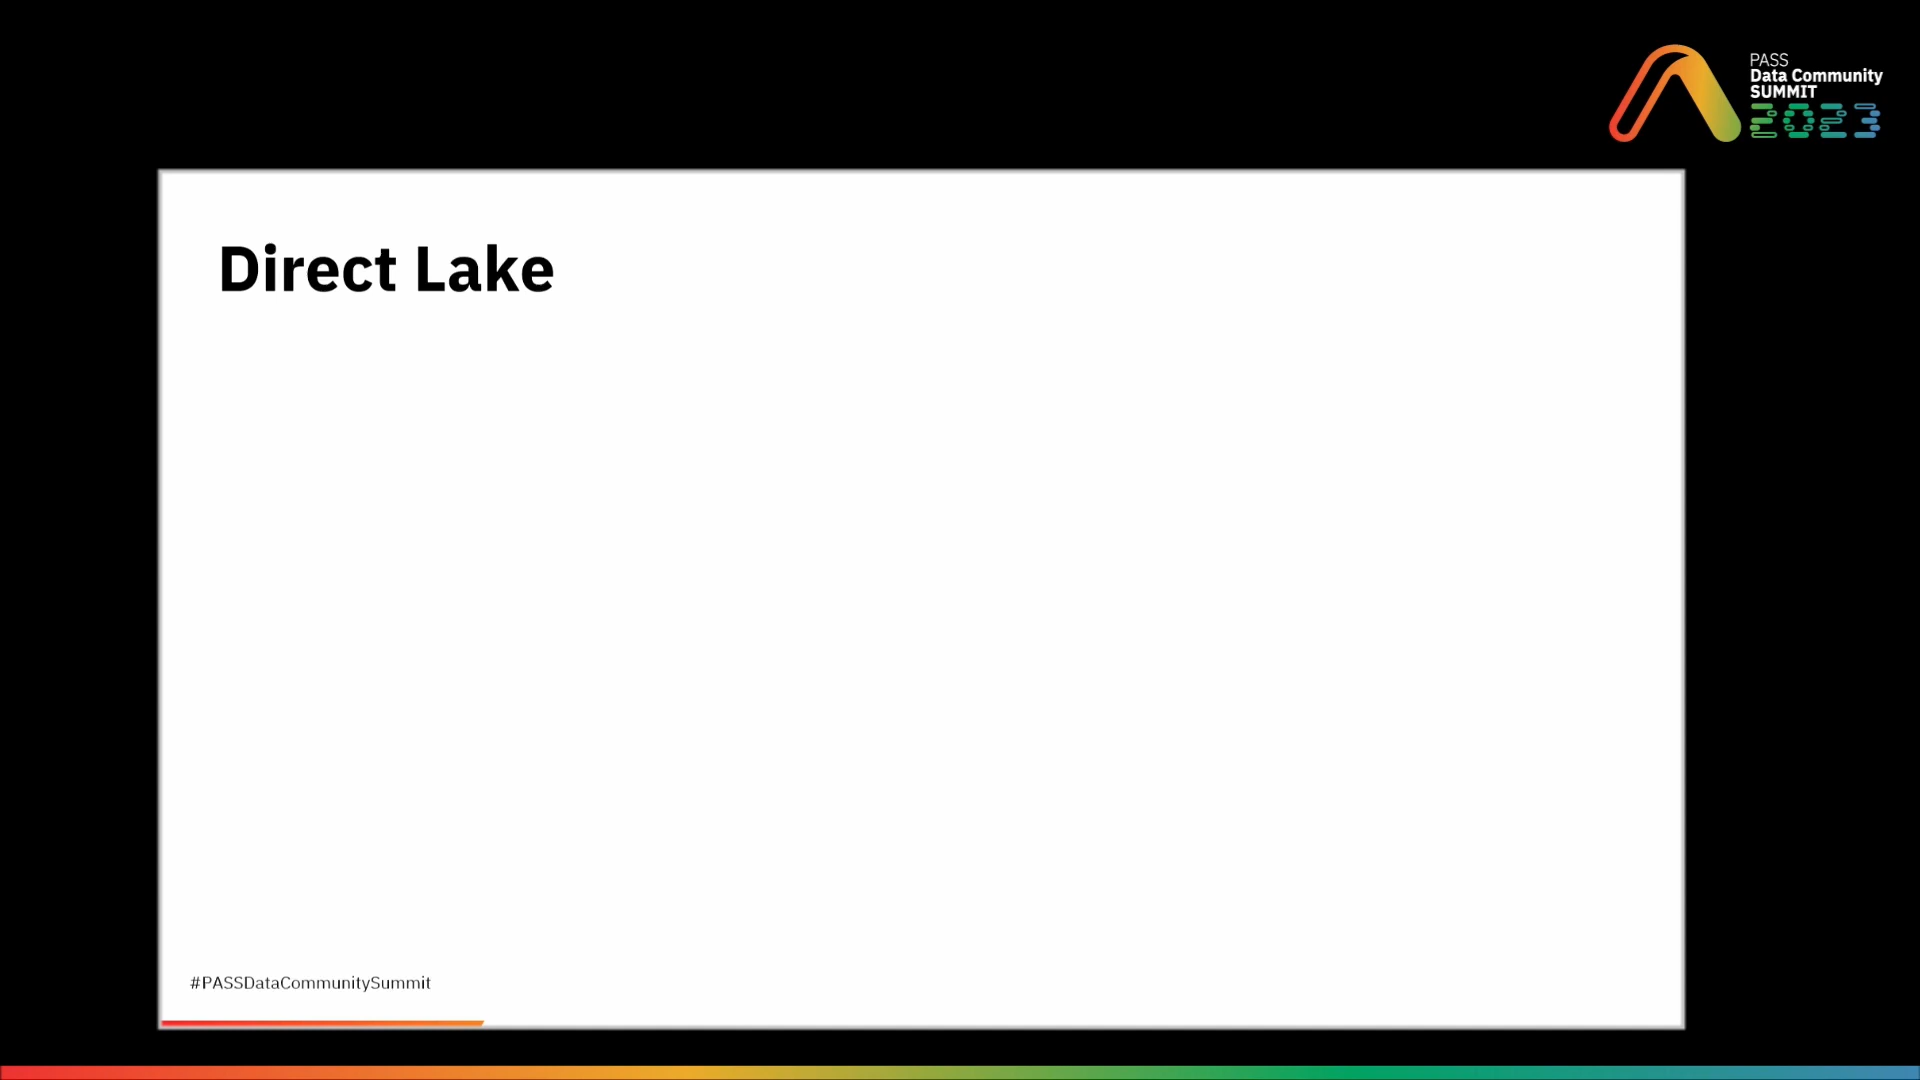 PASS
Data Community
SUMMIT
2023
Direct Lake
#PASSDataCommunitySummit